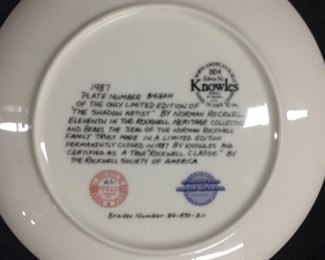 1854
Edwin M.
Knowles
1987
PLATE NUMBER
OF THE ONLY LIMITED EDITION OF
"THE SHADOW ARTIST" BY NORMAN ROCKWELL
ELEVENTH IN THE ROCKWELL HERITAGE COLLECTION
AND BEARS THE SEAL OF THE NORMAN ROCKWELL
FAMILY TRUST MADE IN A LIMITED EDITION
PERMANENTLY CLOSED IN 1987 BY KNOWLES AND
CERTIFIED AS A TRUE "ROCKWELL CLASSIC" BY
THE ROCKWELL SOCIETY OF AMERICA
Bradex Number